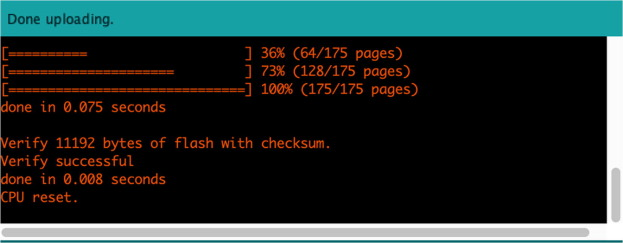 Done uploading.
[==========                    ] 36% (64/175 pages)
[=====================         ] 73% (128/175 pages)
[==============================] 100% (175/175 pages)
done in 0.075 seconds

Verify 11192 bytes of flash with checksum.
Verify successful
done in 0.008 seconds
CPU reset.